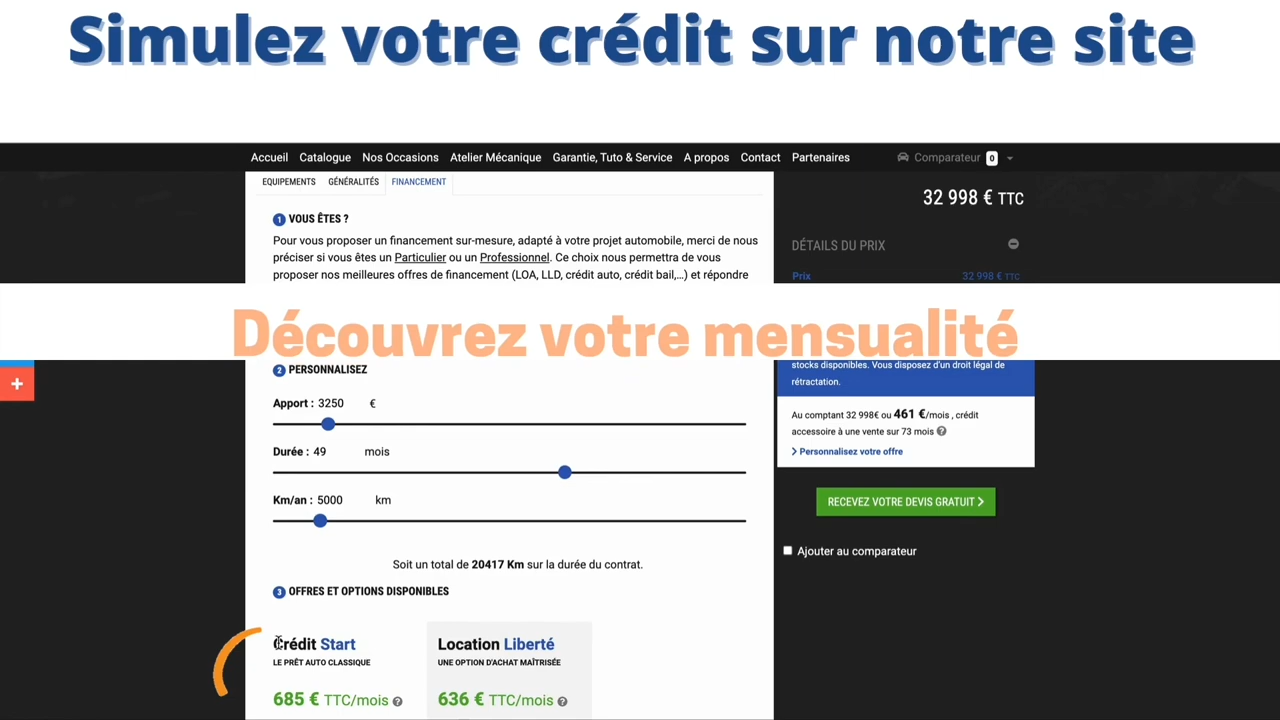 Simulez votre crédit sur notre site
Accueil Catalogue Nos Occasions Atelier Mécanique Garantie, Tuto & Service A propos Contact Partenaires Comparateur 0
EQUIPEMENTS GÉNÉRALITÉS FINANCEMENT
32 998 € TTC
1 VOUS ÊTES ?
Pour vous proposer un financement sur-mesure, adapté à votre projet automobile, merci de nous
préciser si vous êtes un Particulier ou un Professionnel. Ce choix nous permettra de vous
proposer nos meilleures offres de financement (LOA, LLD, crédit auto, crédit bail,...) et répondre
DÉTAILS DU PRIX
Prix 32 998 € TTC
Découvrez votre mensualité
+
2 PERSONNALISEZ
Apport : 3250 €
Durée : 49 mois
Km/an : 5000 km
Soit un total de 20417 Km sur la durée du contrat.
stocks disponibles. Vous disposez d'un droit légal de
rétractation.
Au comptant 32 998€ ou 461 €/mois , crédit
accessoire à une vente sur 73 mois ?
Personnalisez votre offre
RECEVEZ VOTRE DEVIS GRATUIT
Ajouter au comparateur
3 OFFRES ET OPTIONS DISPONIBLES
Crédit Start
LE PRÊT AUTO CLASSIQUE
685 € TTC/mois ?
Location Liberté
UNE OPTION D'ACHAT MAÎTRISÉE
636 € TTC/mois ?